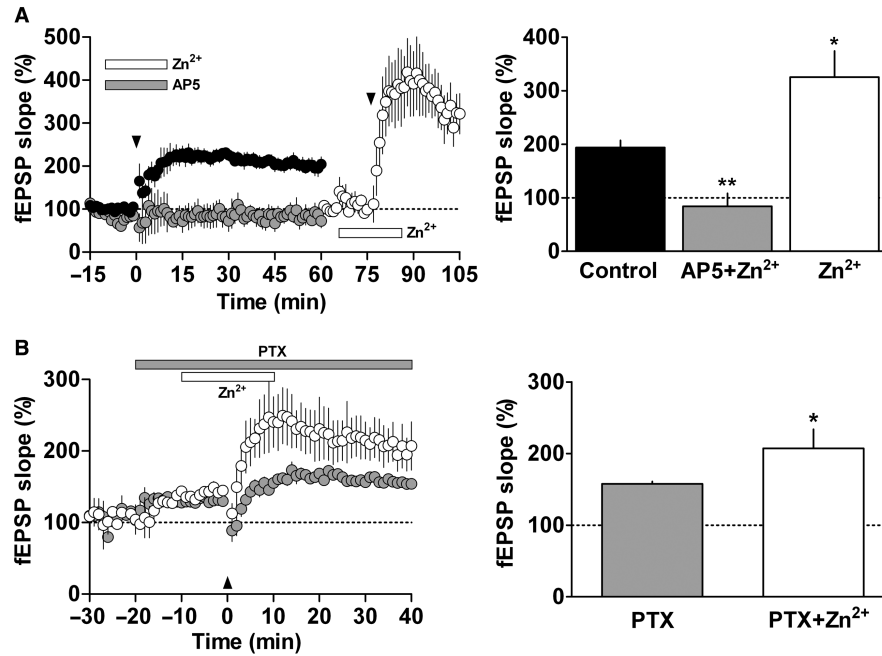 A
fEPSP slope (%)
500
400
300
200
100
0
Zn²⁺
AP5
Zn²⁺
−15 0 15 30 45 60 75 90 105
Time (min)
fEPSP slope (%)
400
300
200
100
0
*
**
Control AP5+Zn²⁺ Zn²⁺
B
fEPSP slope (%)
300
200
100
0
PTX
Zn²⁺
−30 −20 −10 0 10 20 30 40
Time (min)
fEPSP slope (%)
300
200
100
0
*
PTX PTX+Zn²⁺